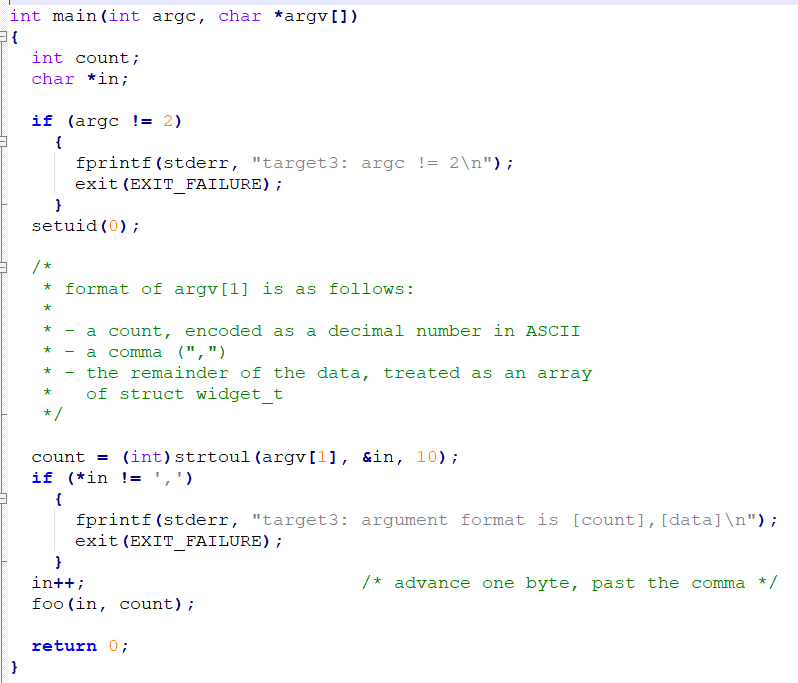 int main(int argc, char *argv[])
{
  int count;
  char *in;

  if (argc != 2)
    {
      fprintf(stderr, "target3: argc != 2\n");
      exit(EXIT_FAILURE);
    }
  setuid(0);

  /*
   * format of argv[1] is as follows:
   *
   * - a count, encoded as a decimal number in ASCII
   * - a comma (",")
   * - the remainder of the data, treated as an array
   *   of struct widget_t
   */

  count = (int)strtoul(argv[1], &in, 10);
  if (*in != ',')
    {
      fprintf(stderr, "target3: argument format is [count],[data]\n");
      exit(EXIT_FAILURE);
    }
  in++;                         /* advance one byte, past the comma */
  foo(in, count);

  return 0;
}